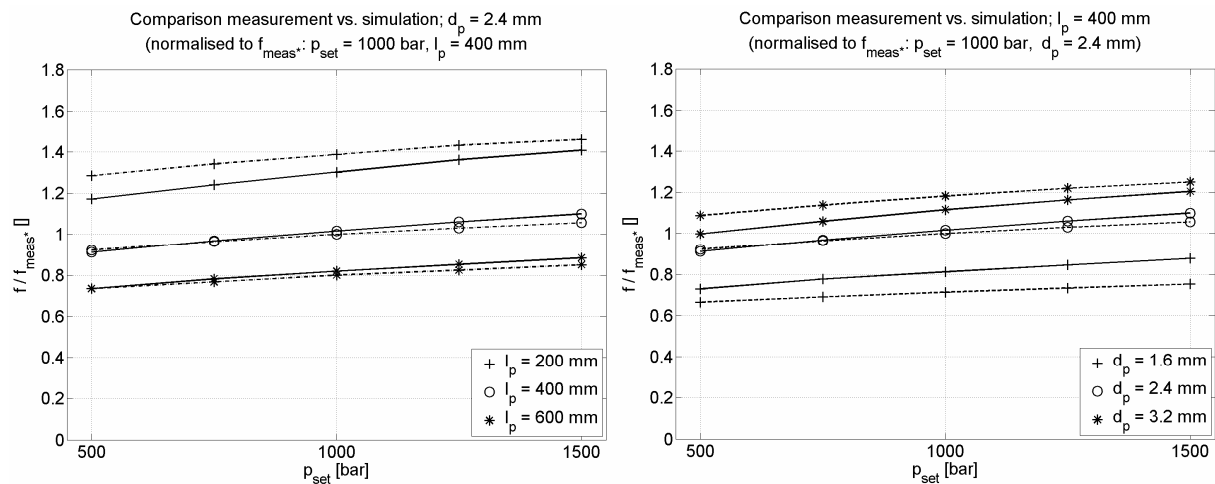 Comparison measurement vs. simulation; d_p = 2.4 mm
(normalised to f_meas*: p_set = 1000 bar, l_p = 400 mm
1.8
1.6
1.4
1.2
1
0.8
0.6
0.4
0.2
0
f / f_meas* []
500
1000
1500
p_set [bar]
l_p = 200 mm
l_p = 400 mm
l_p = 600 mm
Comparison measurement vs. simulation; l_p = 400 mm
(normalised to f_meas*: p_set = 1000 bar, d_p = 2.4 mm)
1.8
1.6
1.4
1.2
1
0.8
0.6
0.4
0.2
0
f / f_meas* []
500
1000
1500
p_set [bar]
d_p = 1.6 mm
d_p = 2.4 mm
d_p = 3.2 mm